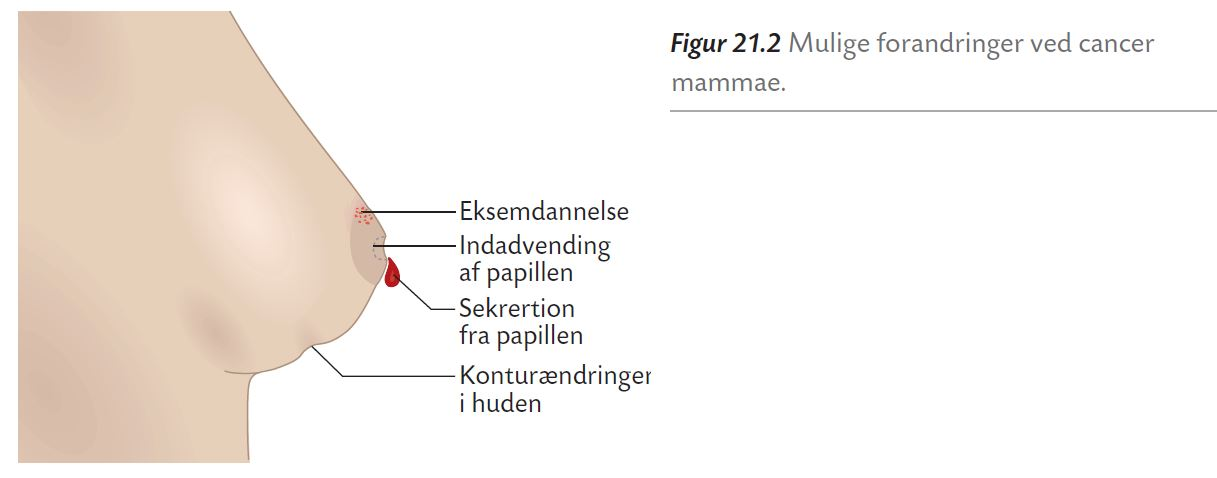 Figur 21.2 Mulige forandringer ved cancer
mammae.
Eksemdannelse
Indadvending
af papillen
Sekrertion
fra papillen
Konturændringer
i huden